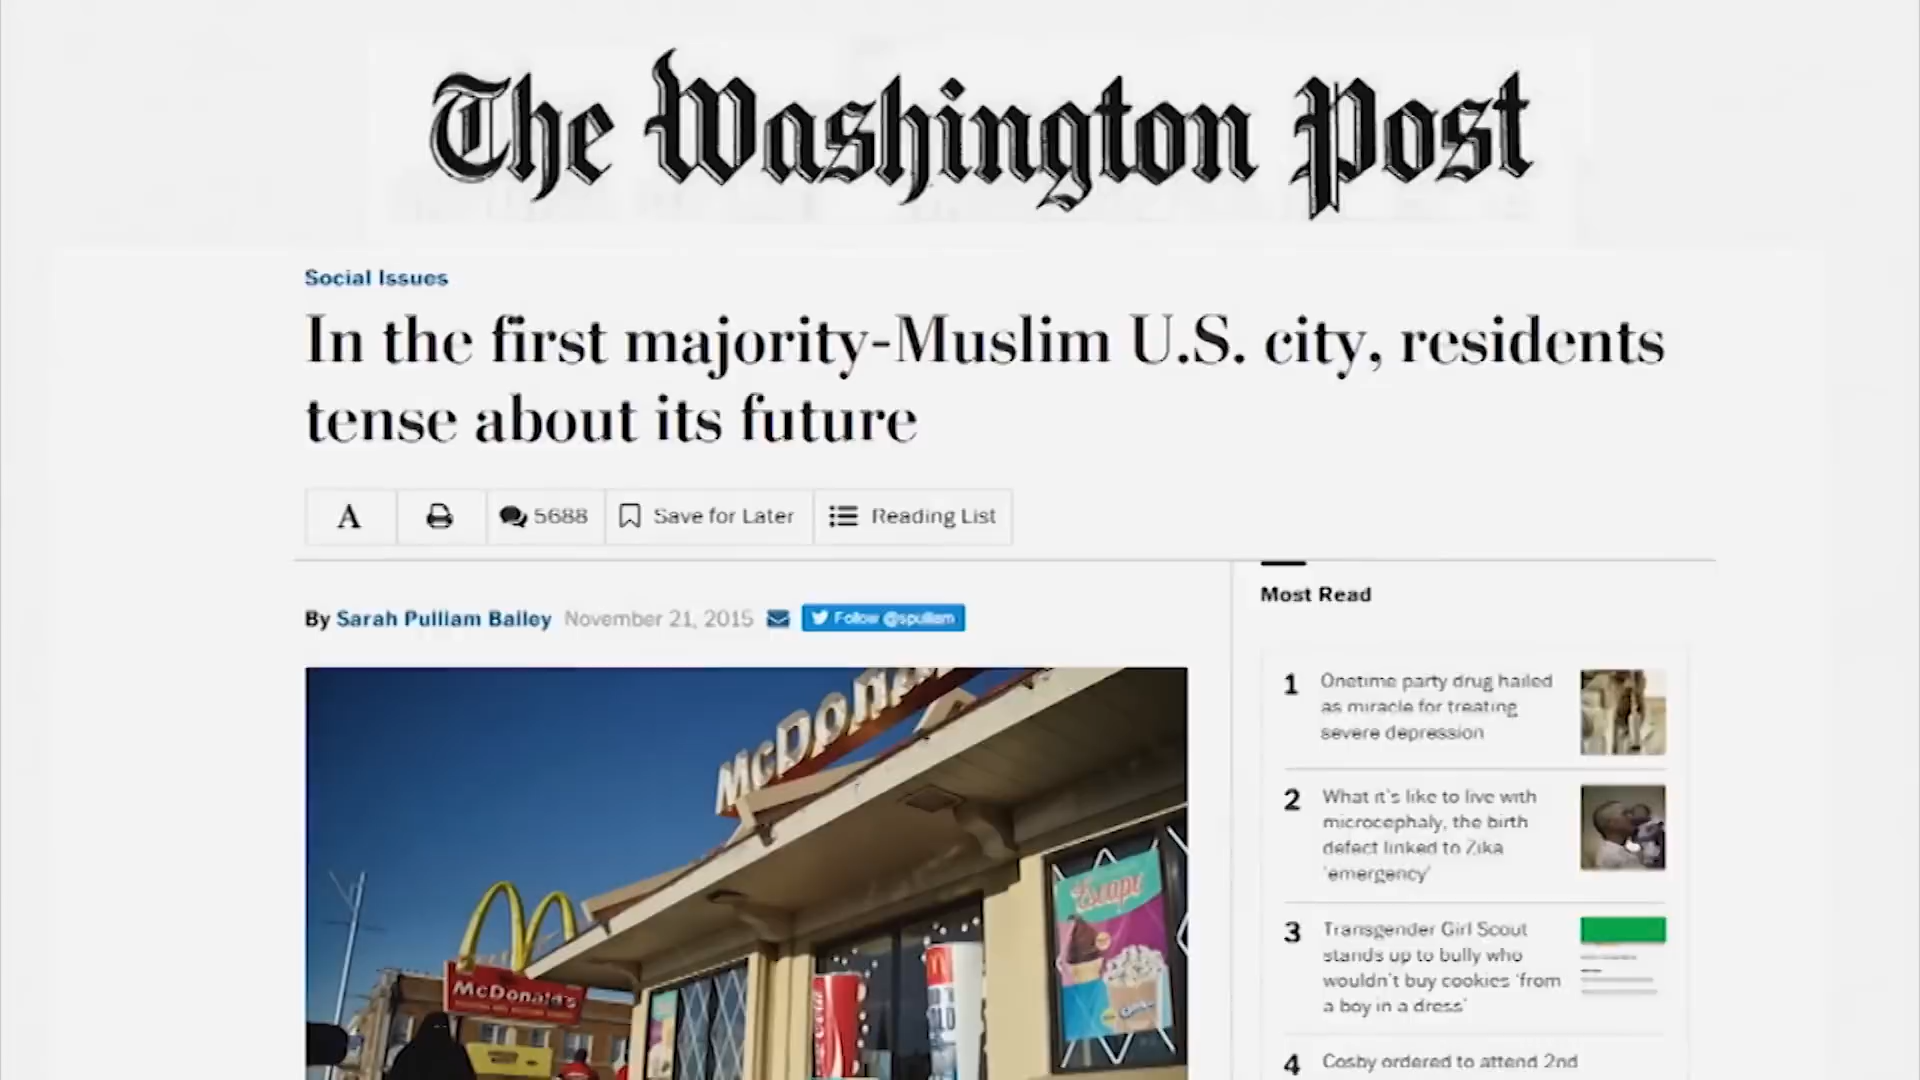 The Washington Post
Social Issues
In the first majority-Muslim U.S. city, residents
tense about its future
A
5688
Save for Later
Reading List
By Sarah Pulliam Bailey November 21, 2015
Follow @spulliam
Most Read
1 Onetime party drug hailed
as miracle for treating
severe depression
2 What it's like to live with
microcephaly, the birth
defect linked to Zika
'emergency'
3 Transgender Girl Scout
stands up to bully who
wouldn't buy cookies 'from
a boy in a dress'
4 Cosby ordered to attend 2nd
McDona
McDonald's
Escape